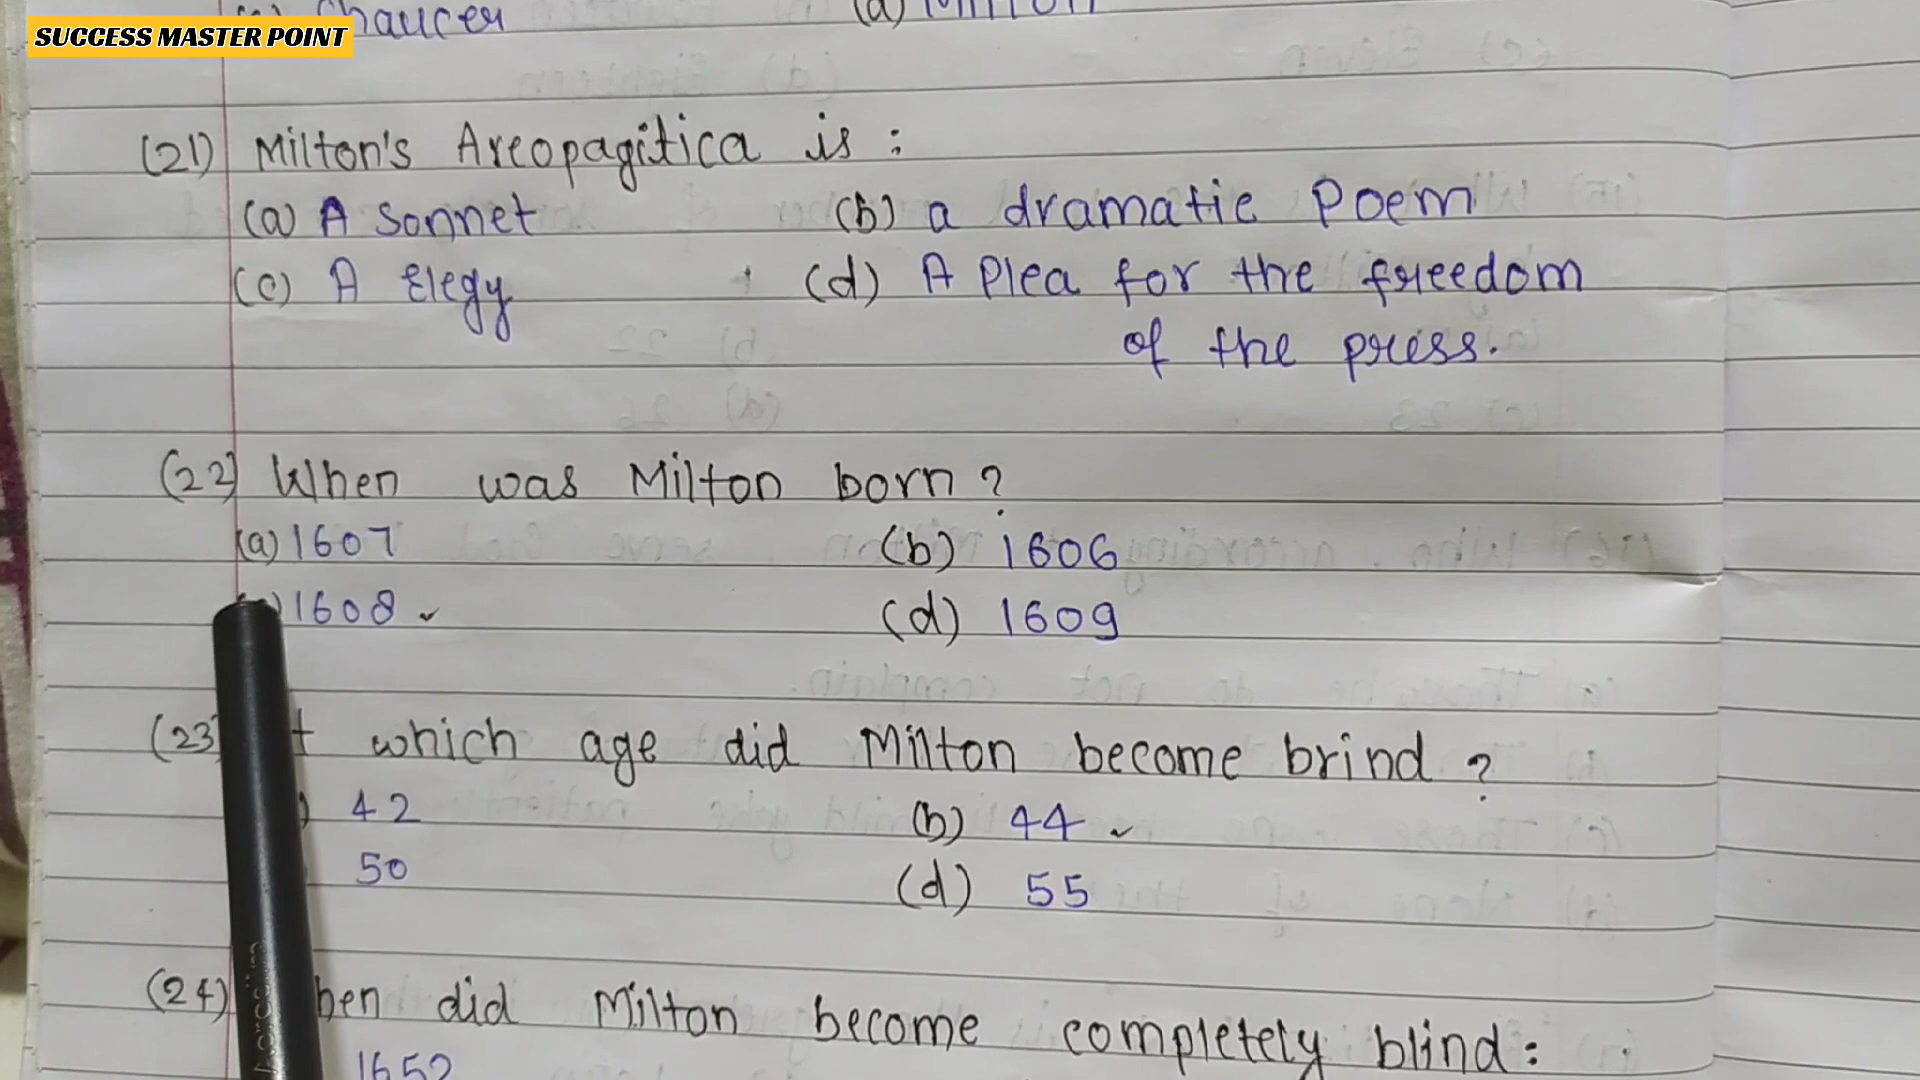 SUCCESS MASTER POINT
Chaucer (d) Milton
(21) Milton's Areopagitica is :
(a) A Sonnet (b) a dramatic Poem
(c) A Elegy (d) A Plea for the freedom
of the press.
(22) When was Milton born ?
(a) 1607 (b) 1606
1608 ✓ (d) 1609
(23) which age did Milton become brind ?
42 (b) 44 ✓
50 (d) 55
(24) hen did Milton become completely blind :
1652